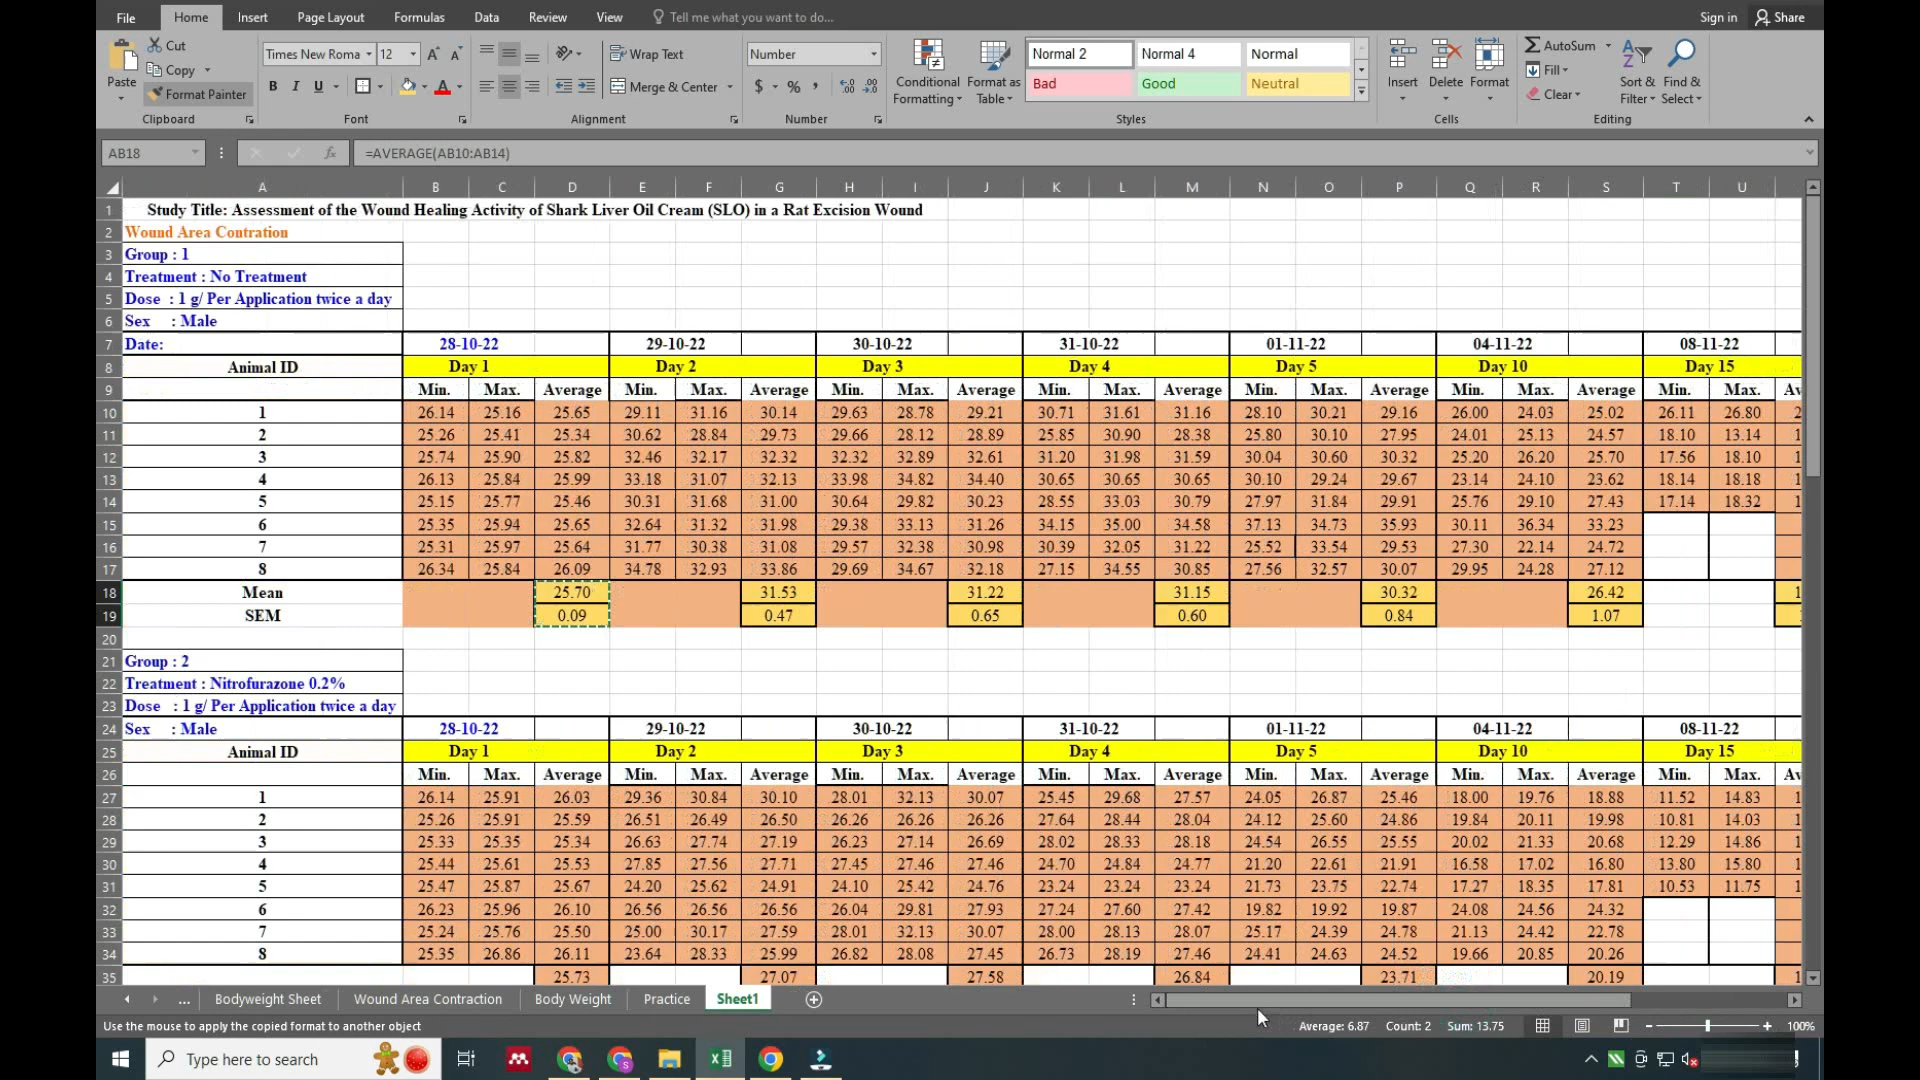 File Home Insert Page Layout Formulas Data Review View Tell me what you want to do... Sign in Share
Cut
Copy
Format Painter
Paste
Clipboard
Times New Roma 12 A A
B I U A
Font
Wrap Text
Merge & Center
Alignment
Number
$ % ,
Number
Conditional Formatting
Format as Table
Normal 2 Normal 4 Normal
Bad Good Neutral
Styles
Insert Delete Format
Cells
AutoSum
Fill
Clear
Sort & Filter
Find & Select
Editing
AB18 fx =AVERAGE(AB10:AB14)
A B C D E F G H I J K L M N O P Q R S T U
1 Study Title: Assessment of the Wound Healing Activity of Shark Liver Oil Cream (SLO) in a Rat Excision Wound
2 Wound Area Contration
3 Group : 1
4 Treatment : No Treatment
5 Dose : 1 g/ Per Application twice a day
6 Sex : Male
7 Date: 28-10-22 29-10-22 30-10-22 31-10-22 01-11-22 04-11-22 08-11-22
8 Animal ID Day 1 Day 2 Day 3 Day 4 Day 5 Day 10 Day 15
9 Min. Max. Average Min. Max. Average Min. Max. Average Min. Max. Average Min. Max. Average Min. Max. Average Min. Max. Av
10 1 26.14 25.16 25.65 29.11 31.16 30.14 29.63 28.78 29.21 30.71 31.61 31.16 28.10 30.21 29.16 26.00 24.03 25.02 26.11 26.80 2
11 2 25.26 25.41 25.34 30.62 28.84 29.73 29.66 28.12 28.89 25.85 30.90 28.38 25.80 30.10 27.95 24.01 25.13 24.57 18.10 13.14 1
12 3 25.74 25.90 25.82 32.46 32.17 32.32 32.32 32.89 32.61 31.20 31.98 31.59 30.04 30.60 30.32 25.20 26.20 25.70 17.56 18.10 1
13 4 26.13 25.84 25.99 33.18 31.07 32.13 33.98 34.82 34.40 30.65 30.65 30.65 30.10 29.24 29.67 23.14 24.10 23.62 18.14 18.18 1
14 5 25.15 25.77 25.46 30.31 31.68 31.00 30.64 29.82 30.23 28.55 33.03 30.79 27.97 31.84 29.91 25.76 29.10 27.43 17.14 18.32 1
15 6 25.35 25.94 25.65 32.64 31.32 31.98 29.38 33.13 31.26 34.15 35.00 34.58 37.13 34.73 35.93 30.11 36.34 33.23
16 7 25.31 25.97 25.64 31.77 30.38 31.08 29.57 32.38 30.98 30.39 32.05 31.22 25.52 33.54 29.53 27.30 22.14 24.72
17 8 26.34 25.84 26.09 34.78 32.93 33.86 29.69 34.67 32.18 27.15 34.55 30.85 27.56 32.57 30.07 29.95 24.28 27.12
18 Mean 25.70 31.53 31.22 31.15 30.32 26.42 1
19 SEM 0.09 0.47 0.65 0.60 0.84 1.07
20
21 Group : 2
22 Treatment : Nitrofurazone 0.2%
23 Dose : 1 g/ Per Application twice a day
24 Sex : Male 28-10-22 29-10-22 30-10-22 31-10-22 01-11-22 04-11-22 08-11-22
25 Animal ID Day 1 Day 2 Day 3 Day 4 Day 5 Day 10 Day 15
26 Min. Max. Average Min. Max. Average Min. Max. Average Min. Max. Average Min. Max. Average Min. Max. Average Min. Max. Av
27 1 26.14 25.91 26.03 29.36 30.84 30.10 28.01 32.13 30.07 25.45 29.68 27.57 24.05 26.87 25.46 18.00 19.76 18.88 11.52 14.83 1
28 2 25.26 25.91 25.59 26.51 26.49 26.50 26.26 26.26 26.26 27.64 28.44 28.04 24.12 25.60 24.86 19.84 20.11 19.98 10.81 14.03 1
29 3 25.33 25.35 25.34 26.63 27.74 27.19 26.23 27.14 26.69 28.02 28.33 28.18 24.54 26.55 25.55 20.02 21.33 20.68 12.29 14.86 1
30 4 25.44 25.61 25.53 27.85 27.56 27.71 27.45 27.46 27.46 24.70 24.84 24.77 21.20 22.61 21.91 16.58 17.02 16.80 13.80 15.80 1
31 5 25.47 25.87 25.67 24.20 25.62 24.91 24.10 25.42 24.76 23.24 23.24 23.24 21.73 23.75 22.74 17.27 18.35 17.81 10.53 11.75 1
32 6 26.23 25.96 26.10 26.56 26.56 26.56 26.04 29.81 27.93 27.24 27.60 27.42 19.82 19.92 19.87 24.08 24.56 24.32
33 7 25.24 25.76 25.50 25.00 30.17 27.59 28.01 32.13 30.07 28.00 28.13 28.07 25.17 24.39 24.78 21.13 24.42 22.78
34 8 25.35 26.86 26.11 23.64 28.33 25.99 26.82 28.08 27.45 26.73 28.19 27.46 24.41 24.63 24.52 19.66 20.85 20.26
35 25.73 27.07 27.58 26.84 23.71 20.19 1
... Bodyweight Sheet Wound Area Contraction Body Weight Practice Sheet1
Use the mouse to apply the copied format to another object Average: 6.87 Count: 2 Sum: 13.75 100%
Type here to search